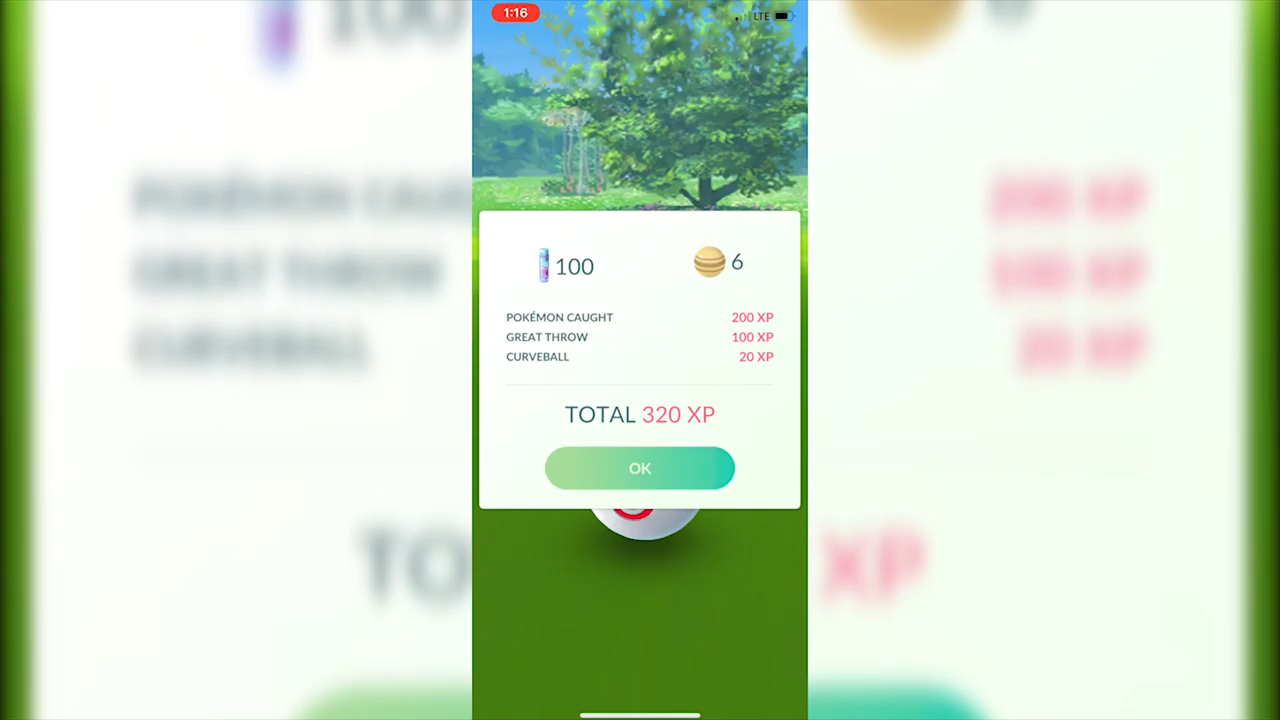 1:16 LTE
100 6
POKÉMON CAUGHT 200 XP
GREAT THROW 100 XP
CURVEBALL 20 XP
TOTAL 320 XP
OK